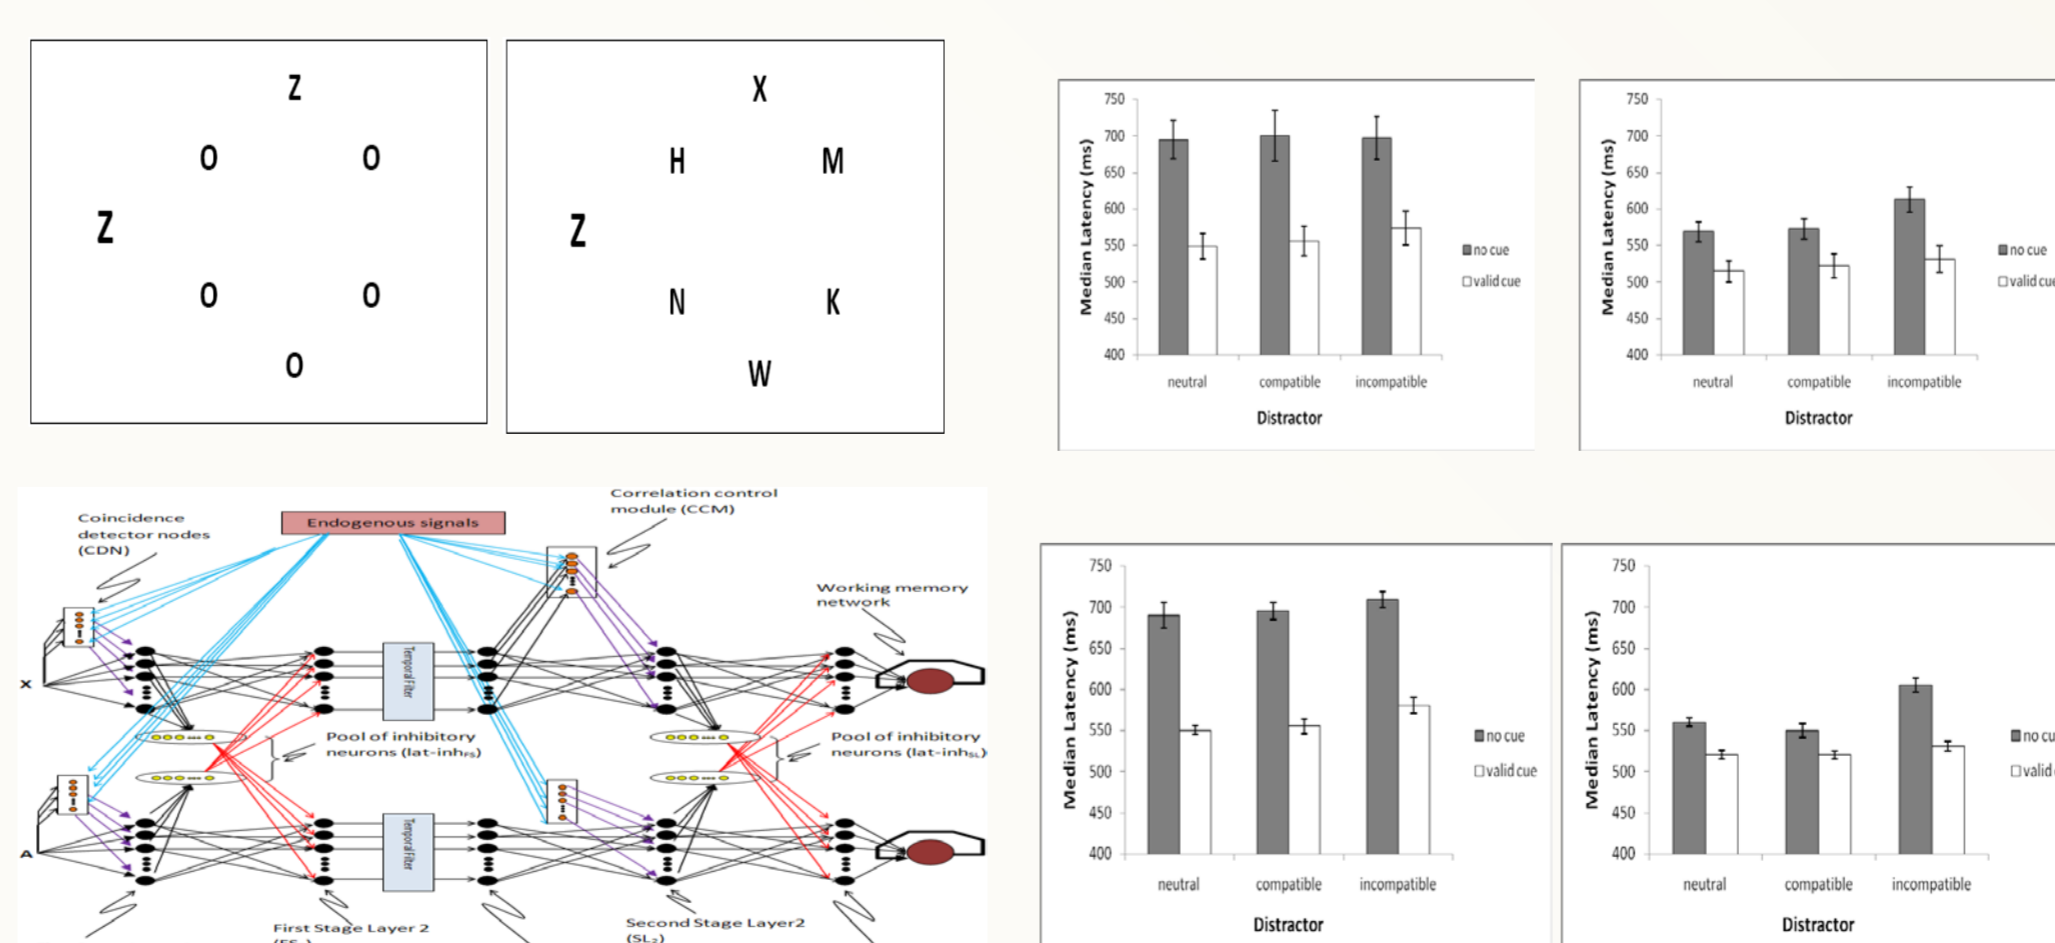 Z
O O
Z
O O
O
X
H M
Z
N K
W
750
700
650
600
550
500
450
400
Median Latency (ms)
neutral compatible incompatible
Distractor
no cue
valid cue
750
700
650
600
550
500
450
400
Median Latency (ms)
neutral compatible incompatible
Distractor
no cue
valid cue
Endogenous signals
Coincidence
detector nodes
(CDN)
Correlation control
module (CCM)
Working memory
network
X
Temporal Filter
Pool of inhibitory
neurons (lat-inhFS)
Pool of inhibitory
neurons (lat-inhSL)
A
Temporal Filter
First Stage Layer 2
Second Stage Layer2
(SL2)
750
700
650
600
550
500
450
400
Median Latency (ms)
neutral compatible incompatible
Distractor
no cue
valid cue
750
700
650
600
550
500
450
400
Median Latency (ms)
neutral compatible incompatible
Distractor
no cu
valid